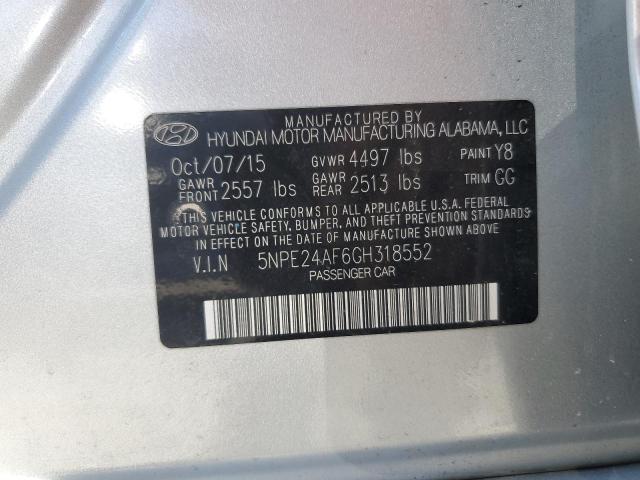 MANUFACTURED BY
HYUNDAI MOTOR MANUFACTURING ALABAMA, LLC
Oct/07/15 GVWR 4497 lbs PAINT Y8
GAWR FRONT 2557 lbs GAWR REAR 2513 lbs TRIM GG
THIS VEHICLE CONFORMS TO ALL APPLICABLE U.S.A. FEDERAL
MOTOR VEHICLE SAFETY, BUMPER, AND THEFT PREVENTION STANDARDS
IN EFFECT ON THE DATE OF MANUFACTURE SHOWN ABOVE.
V.I.N 5NPE24AF6GH318552
PASSENGER CAR